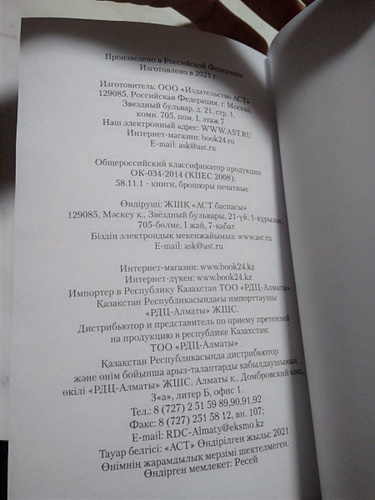 Произведено в Российской Федерации
Изготовлено в 2021 г.
Изготовитель: ООО «Издательство АСТ»
129085, Российская Федерация, г. Москва,
Звездный бульвар, д. 21, стр. 1,
комн. 705, пом. I, этаж 7
Наш электронный адрес: WWW.AST.RU
Интернет-магазин: book24.ru
E-mail: ask@ast.ru
Общероссийский классификатор продукции
ОК-034-2014 (КПЕС 2008).
58.11.1 - книги, брошюры печатные
Өндіруші: ЖШҚ «АСТ баспасы»
129085, Мәскеу қ., Звёздный бульвары, 21-үй, 1-құрылыс,
705-бөлме, I жай, 7-қабат
Біздің электрондық мекенжайымыз: www.ast.ru
E-mail: ask@ast.ru
Интернет-магазин: www.book24.kz
Интернет-дүкен: www.book24.kz
Импортер в Республику Казахстан ТОО «РДЦ-Алматы»
Қазақстан Республикасындағы импорттаушы
«РДЦ-Алматы» ЖШС.
Дистрибьютор и представитель по приему претензий
на продукцию в республике Казахстан:
ТОО «РДЦ-Алматы»
Қазақстан Республикасында дистрибьютор
және өнім бойынша арыз-талаптарды қабылдаушының
өкілі «РДЦ-Алматы» ЖШС, Алматы қ., Домбровский
3«а», литер Б, офис 1.
Тел.: 8 (727) 2 51 59 89,90,91,92
Факс: 8 (727) 251 58 12, вн. 107;
E-mail: RDC-Almaty@eksmo.kz
Тауар белгісі: «АСТ» Өндірілген жылы: 2021
Өнімнің жарамдылық мерзімі шектелмеген.
Өндірген мемлекет: Ресей